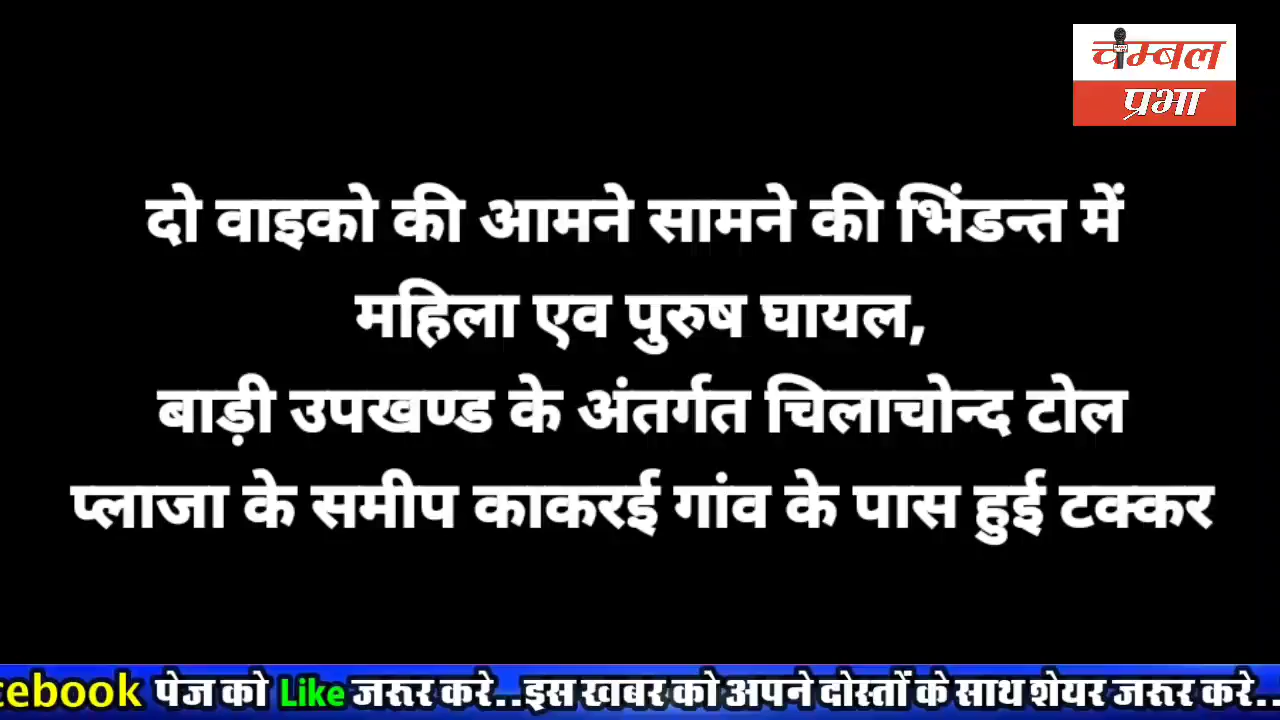 चम्बल
प्रभा
दो वाइको की आमने सामने की भिंडन्त में
महिला एव पुरुष घायल,
बाड़ी उपखण्ड के अंतर्गत चिलाचोन्द टोल
प्लाजा के समीप काकरई गांव के पास हुई टक्कर
cebook पेज को Like जरूर करे..इस खबर को अपने दोस्तों के साथ शेयर जरूर करे..